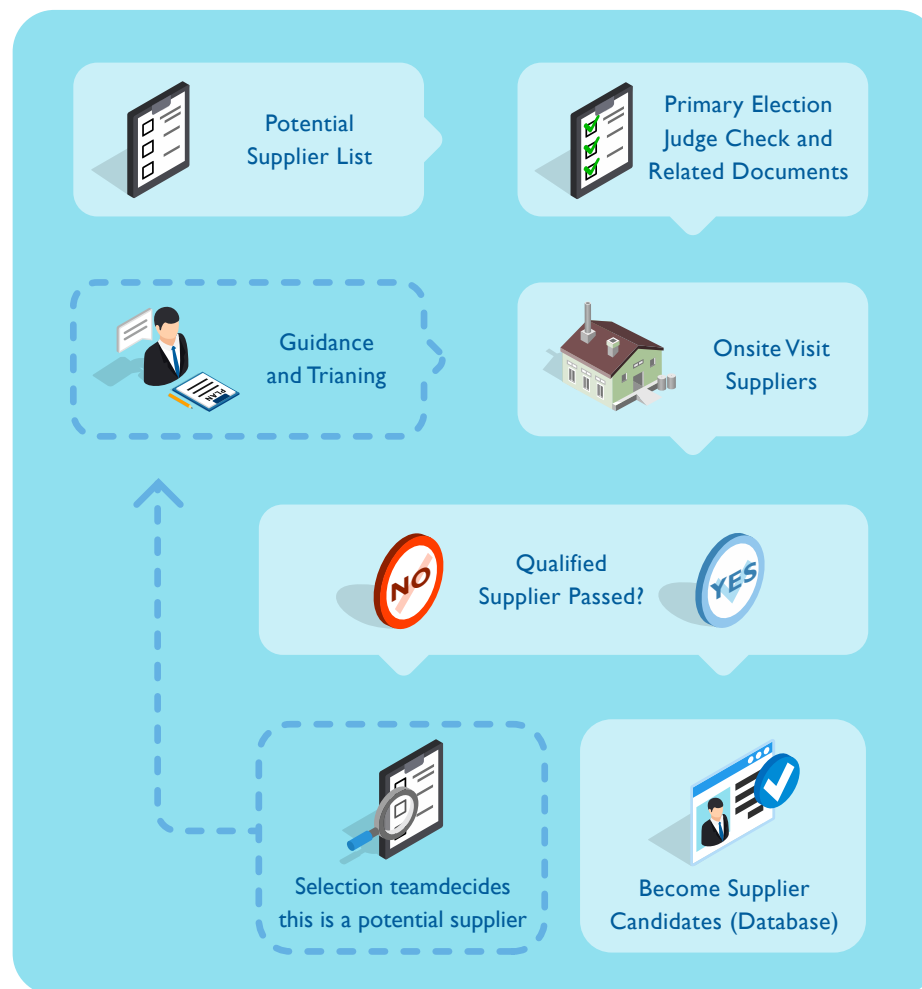 Potential
Supplier List
Primary Election
Judge Check and
Related Documents
Guidance
and Trianing
PLAN
Onsite Visit
Suppliers
NO
Qualified
Supplier Passed?
YES
Selection teamdecides
this is a potential supplier
Become Supplier
Candidates (Database)